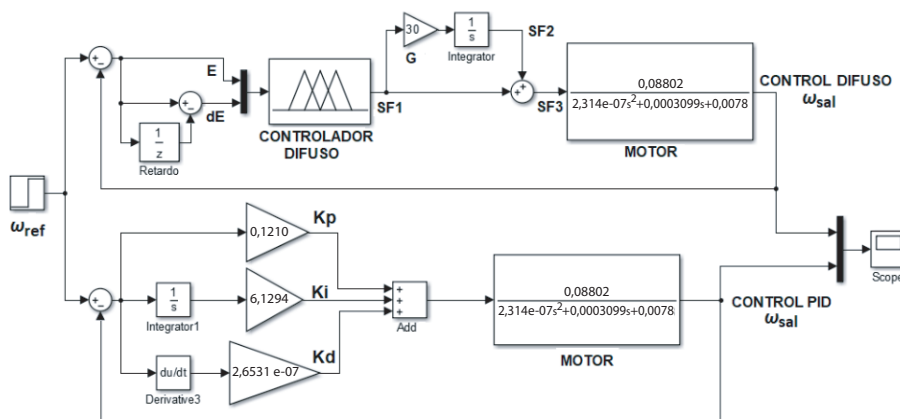 30
G
1
s
Integrator
SF2
+
+
SF3
0,08802
2,314e-07s²+0,0003099s+0,0078
MOTOR
CONTROL DIFUSO
ωsal
+
−
E
+
−
dE
1
z
Retardo
CONTROLADOR
DIFUSO
SF1
ωref
+
−
0,1210
Kp
1
s
Integrator1
6,1294
Ki
du/dt
Derivative3
2,6531 e-07
Kd
+
+
+
Add
0,08802
2,314e-07s²+0,0003099s+0,0078
MOTOR
CONTROL PID
ωsal
Scope